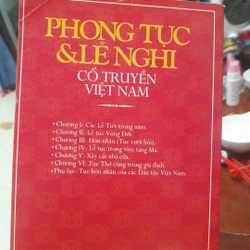 PHONG TỤC
& LỄ NGHI
CỔ TRUYỀN
VIỆT NAM
• Chương I: Các Lễ Tiết trong năm.
• Chương II: Lễ tục Vòng Đời.
• Chương III: Hôn nhân (Tục cưới hỏi).
• Chương IV: Lễ tục trong việc tang Ma.
• Chương V: Xây cất nhà cửa.
• Chương VI: Tục Thờ cúng trong gia đình.
• Phụ lục: Tục hôn nhân của các Dân tộc Việt Nam.